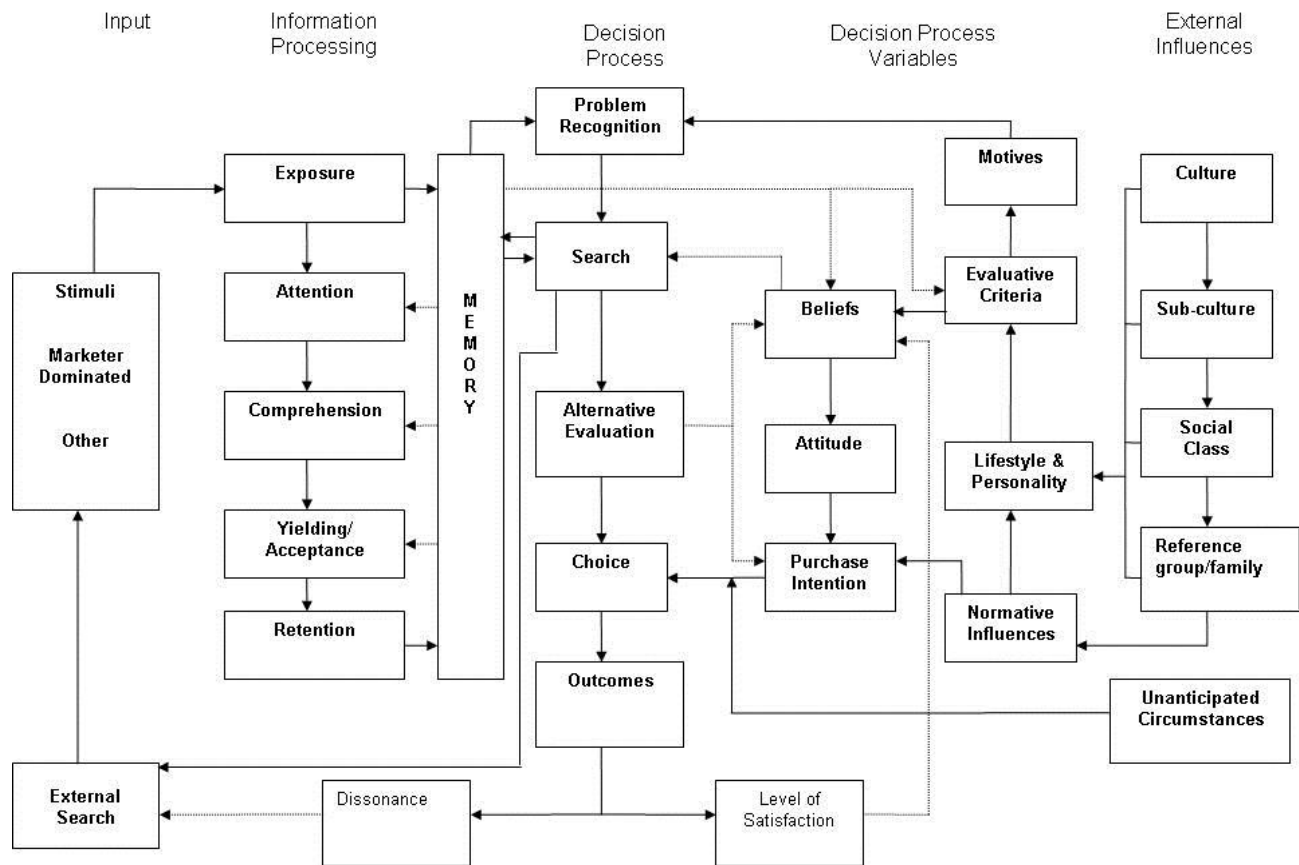 Input
Information
Processing
Decision
Process
Decision Process
Variables
External
Influences
Problem
Recognition
Motives
Exposure
Culture
Search
Stimuli
Marketer
Dominated
Other
Attention
M
E
M
O
R
Y
Beliefs
Evaluative
Criteria
Sub-culture
Comprehension
Alternative
Evaluation
Attitude
Lifestyle &
Personality
Social
Class
Yielding/
Acceptance
Choice
Purchase
Intention
Reference
group/family
Retention
Normative
Influences
Outcomes
Unanticipated
Circumstances
External
Search
Dissonance
Level of
Satisfaction